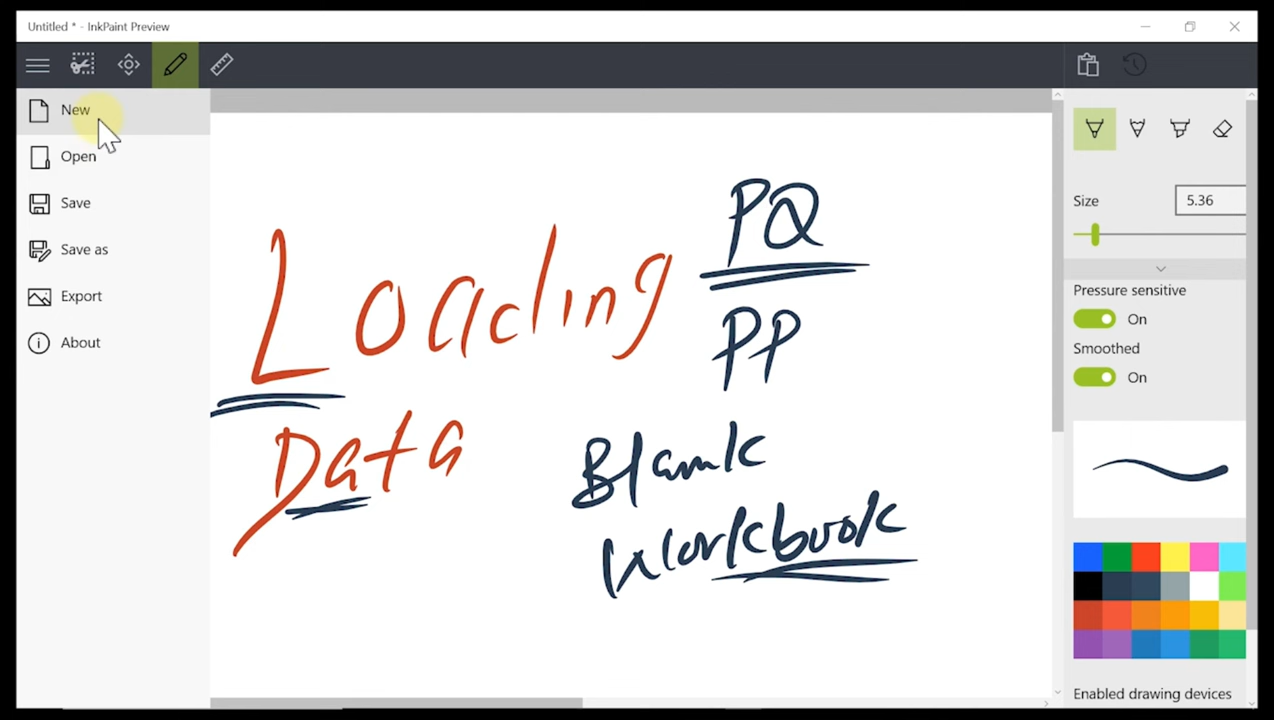 Untitled * - InkPaint Preview
New
Open
Save
Save as
Export
About
Loading
Data
PQ
PP
Blank
Workbook
Size
5.36
Pressure sensitive
On
Smoothed
On
Enabled drawing devices